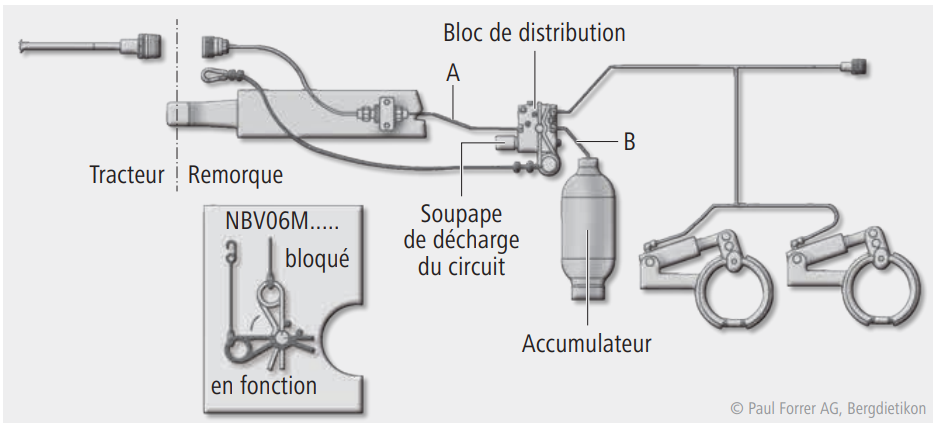 Bloc de distribution
A
B
Tracteur
Remorque
Soupape
de décharge
du circuit
NBV06M.....
bloqué
en fonction
Accumulateur
© Paul Forrer AG, Bergdietikon